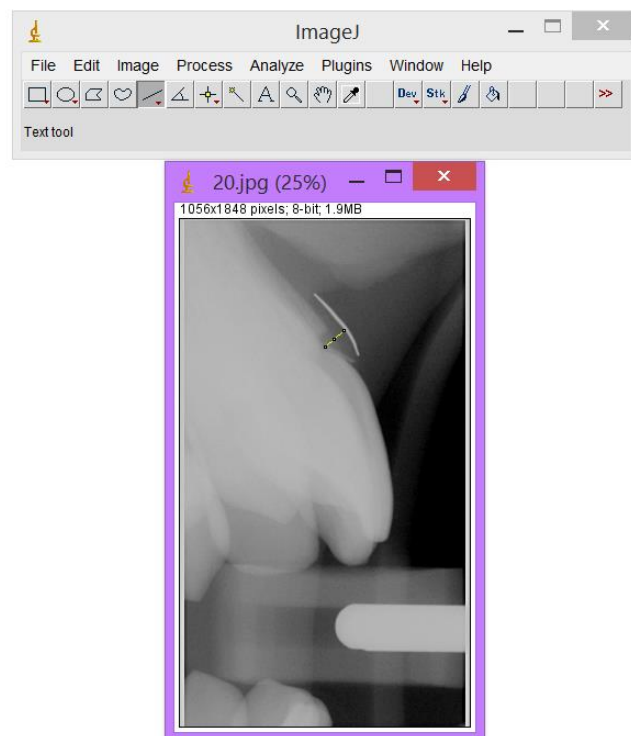 ImageJ
File Edit Image Process Analyze Plugins Window Help
A Dev Stk >>
Text tool
20.jpg (25%)
1056x1848 pixels; 8-bit; 1.9MB